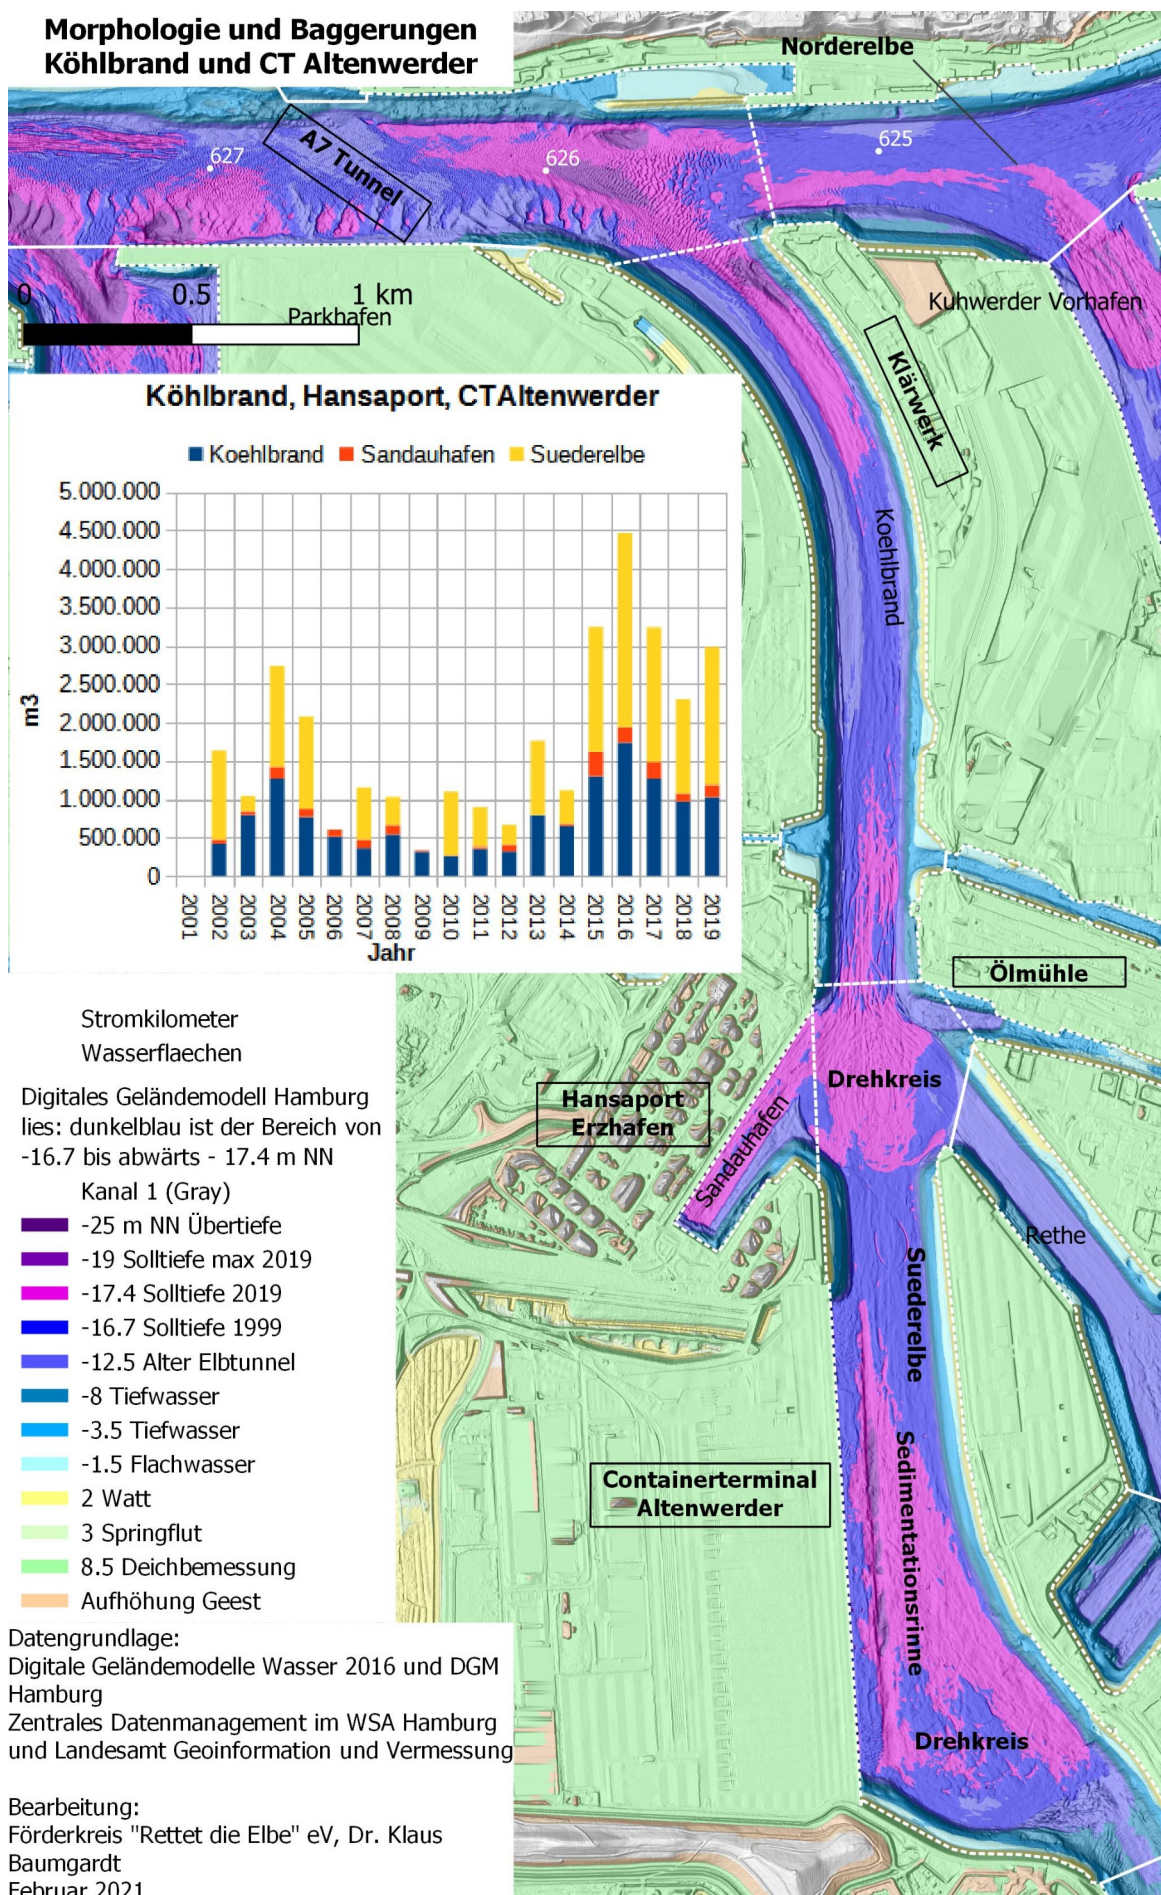 Morphologie und Baggerungen
Köhlbrand und CT Altenwerder
Norderelbe
A7 Tunnel
627
626
625
0 0.5 1 km
Parkhafen
Kuhwerder Vorhafen
Klärwerk
Koehlbrand
Köhlbrand, Hansaport, CTAltenwerder
Koehlbrand Sandauhafen Suederelbe
5.000.000
4.500.000
4.000.000
3.500.000
3.000.000
2.500.000
2.000.000
1.500.000
1.000.000
500.000
0
m3
2001 2002 2003 2004 2005 2006 2007 2008 2009 2010 2011 2012 2013 2014 2015 2016 2017 2018 2019
Jahr
Ölmühle
Drehkreis
Hansaport
Erzhafen
Sandauhafen
Rethe
Suederelbe
Containerterminal
Altenwerder
Sedimentationsrinne
Drehkreis
Stromkilometer
Wasserflaechen
Digitales Geländemodell Hamburg
lies: dunkelblau ist der Bereich von
-16.7 bis abwärts - 17.4 m NN
Kanal 1 (Gray)
-25 m NN Übertiefe
-19 Solltiefe max 2019
-17.4 Solltiefe 2019
-16.7 Solltiefe 1999
-12.5 Alter Elbtunnel
-8 Tiefwasser
-3.5 Tiefwasser
-1.5 Flachwasser
2 Watt
3 Springflut
8.5 Deichbemessung
Aufhöhung Geest
Datengrundlage:
Digitale Geländemodelle Wasser 2016 und DGM
Hamburg
Zentrales Datenmanagement im WSA Hamburg
und Landesamt Geoinformation und Vermessung
Bearbeitung:
Förderkreis "Rettet die Elbe" eV, Dr. Klaus
Baumgardt
Februar 2021